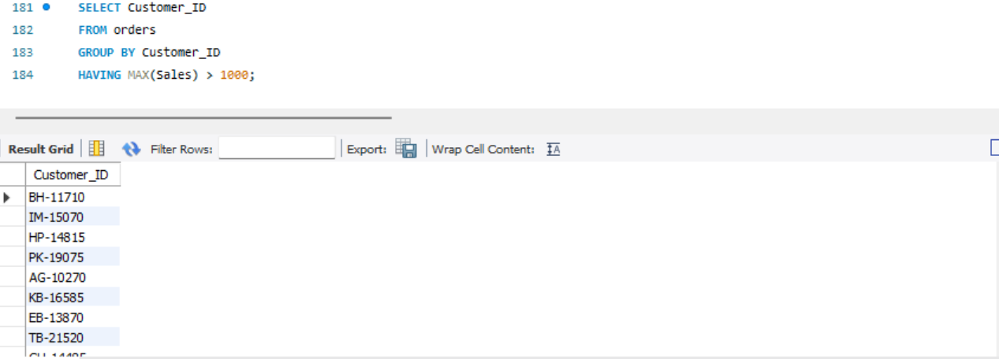 181 SELECT Customer_ID
182 FROM orders
183 GROUP BY Customer_ID
184 HAVING MAX(Sales) > 1000;
Result Grid Filter Rows: Export: Wrap Cell Content:
Customer_ID
BH-11710
IM-15070
HP-14815
PK-19075
AG-10270
KB-16585
EB-13870
TB-21520